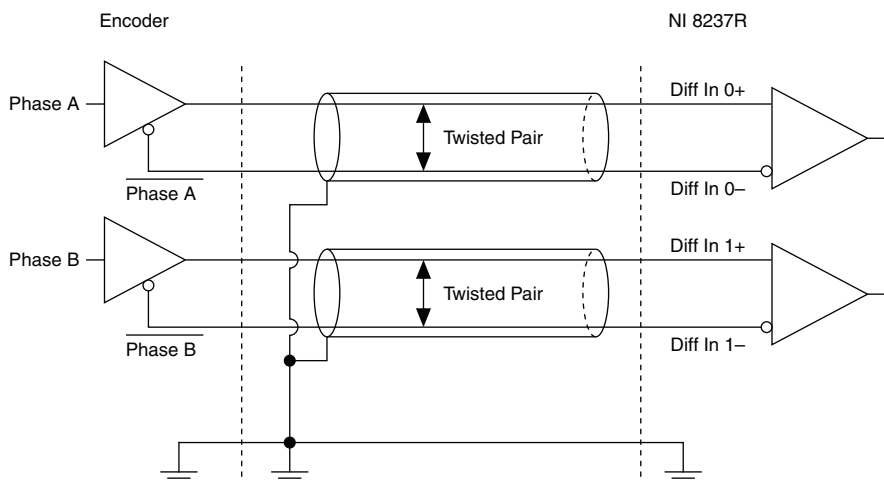 Encoder
NI 8237R
Phase A
Diff In 0+
Twisted Pair
Phase A
Diff In 0–
Phase B
Diff In 1+
Twisted Pair
Phase B
Diff In 1–